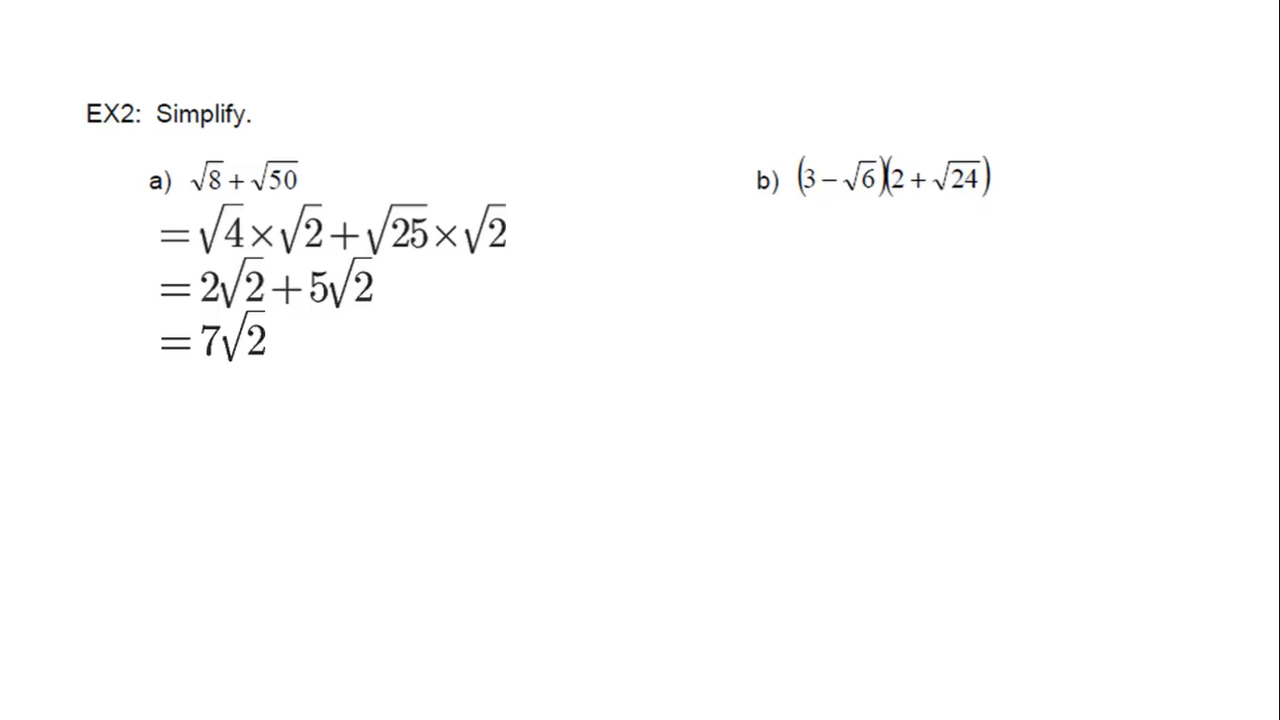 EX2: Simplify.
a) √8 + √50
= √4 × √2 + √25 × √2
= 2√2 + 5√2
= 7√2
b) (3 − √6)(2 + √24)